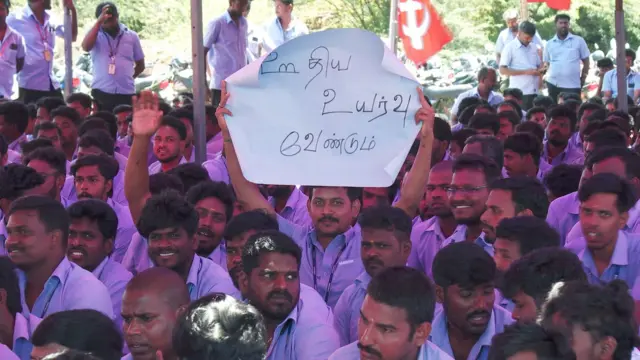 ஊதிய
உயர்வு
வேண்டும்